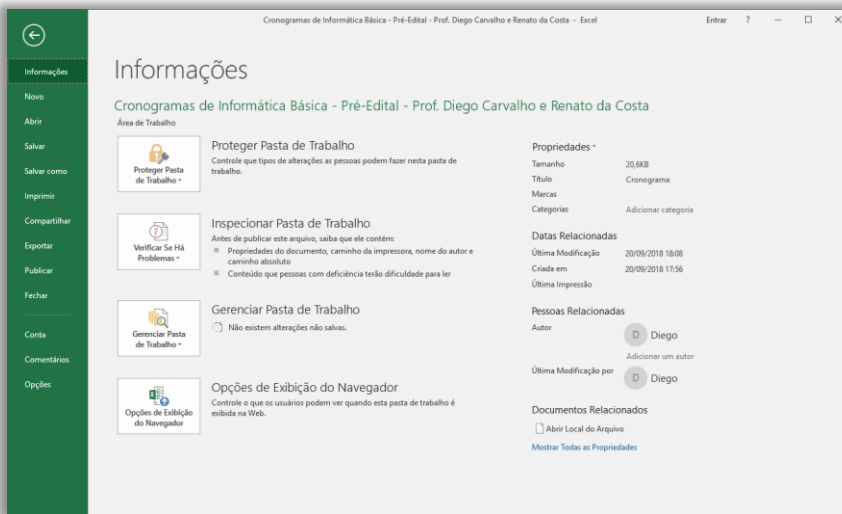 Cronogramas de Informática Básica - Pré-Edital - Prof. Diego Carvalho e Renato da Costa - Excel
Entrar
?
Informações
Novo
Abrir
Salvar
Salvar como
Imprimir
Compartilhar
Exportar
Publicar
Fechar
Conta
Comentários
Opções
Informações
Cronogramas de Informática Básica - Pré-Edital - Prof. Diego Carvalho e Renato da Costa
Área de Trabalho
Proteger Pasta
de Trabalho
Proteger Pasta de Trabalho
Controle que tipos de alterações as pessoas podem fazer nesta pasta de
trabalho.
Verificar Se Há
Problemas
Inspecionar Pasta de Trabalho
Antes de publicar este arquivo, saiba que ele contém:
Propriedades do documento, caminho da impressora, nome do autor e
caminho absoluto
Conteúdo que pessoas com deficiência terão dificuldade para ler
Gerenciar Pasta
de Trabalho
Gerenciar Pasta de Trabalho
Não existem alterações não salvas.
Opções de Exibição
do Navegador
Opções de Exibição do Navegador
Controle o que os usuários podem ver quando esta pasta de trabalho é
exibida na Web.
Propriedades
Tamanho 20,6KB
Título Cronograma
Marcas
Categorias Adicionar categoria
Datas Relacionadas
Última Modificação 20/09/2018 18:08
Criada em 20/09/2018 17:56
Última Impressão
Pessoas Relacionadas
Autor
D Diego
Adicionar um autor
Última Modificação por
D Diego
Documentos Relacionados
Abrir Local do Arquivo
Mostrar Todas as Propriedades